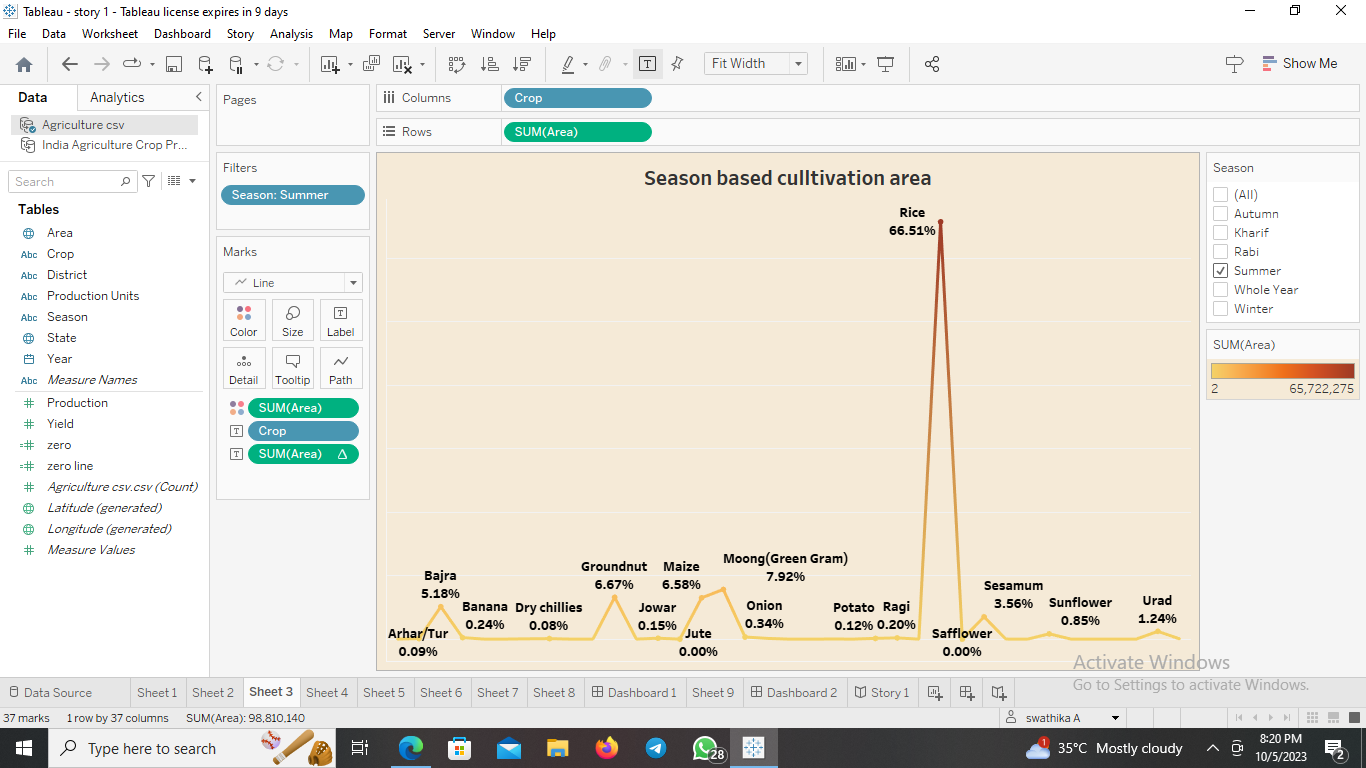 Tableau - story 1 - Tableau license expires in 9 days
File Data Worksheet Dashboard Story Analysis Map Format Server Window Help
Fit Width
Show Me
Data Analytics
Agriculture csv
India Agriculture Crop Pr...
Search
Tables
Area
Abc Crop
Abc District
Abc Production Units
Abc Season
State
Year
Abc Measure Names
Production
Yield
zero
zero line
Agriculture csv.csv (Count)
Latitude (generated)
Longitude (generated)
Measure Values
Pages
Filters
Season: Summer
Marks
Line
Color Size Label
Detail Tooltip Path
SUM(Area)
Crop
SUM(Area)
Columns Crop
Rows SUM(Area)
Season based culltivation area
Rice
66.51%
Bajra
5.18%
Banana
0.24%
Arhar/Tur
0.09%
Dry chillies
0.08%
Groundnut
6.67%
Jowar
0.15%
Maize
6.58%
Jute
0.00%
Moong(Green Gram)
7.92%
Onion
0.34%
Potato
0.12%
Ragi
0.20%
Safflower
0.00%
Sesamum
3.56%
Sunflower
0.85%
Urad
1.24%
Season
(All)
Autumn
Kharif
Rabi
Summer
Whole Year
Winter
SUM(Area)
2 65,722,275
Activate Windows
Go to Settings to activate Windows.
Data Source Sheet 1 Sheet 2 Sheet 3 Sheet 4 Sheet 5 Sheet 6 Sheet 7 Sheet 8 Dashboard 1 Sheet 9 Dashboard 2 Story 1
37 marks 1 row by 37 columns SUM(Area): 98,810,140 swathika A
Type here to search
28
1
35°C Mostly cloudy
8:20 PM
10/5/2023
2